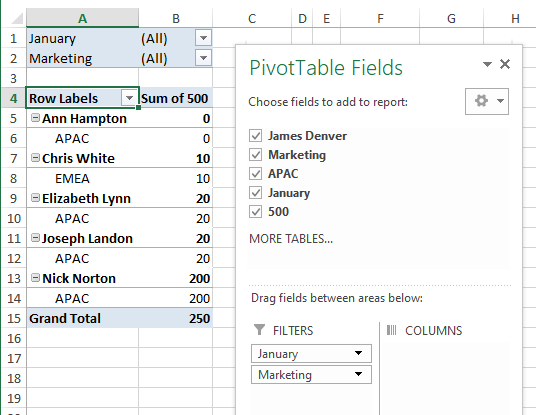 A B C D E F G H
1 January (All)
2 Marketing (All)
3
4 Row Labels Sum of 500
5 Ann Hampton 0
6 APAC 0
7 Chris White 10
8 EMEA 10
9 Elizabeth Lynn 20
10 APAC 20
11 Joseph Landon 20
12 APAC 20
13 Nick Norton 200
14 APAC 200
15 Grand Total 250
16
17
18
19
PivotTable Fields
Choose fields to add to report:
James Denver
Marketing
APAC
January
500
MORE TABLES...
Drag fields between areas below:
FILTERS COLUMNS
January
Marketing